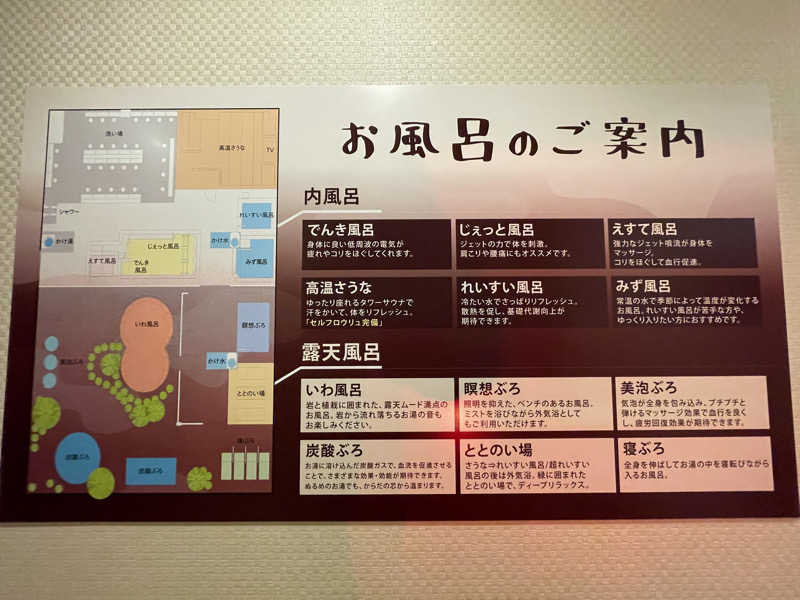 お風呂のご案内
洗い場
高温さうな
TV
シャワー
かけ湯
れいすい風呂
かけ水
じぇっと風呂
えすて風呂
でんき
風呂
みず風呂
いわ風呂
瞑想ぶろ
美泡ぶろ
かけ水
ととのい場
寝ぶろ
炭酸ぶろ
炭酸ぶろ
内風呂
でんき風呂
身体に良い低周波の電気が
疲れやコリをほぐしてくれます。
じぇっと風呂
ジェットの力で体を刺激。
肩こりや腰痛にもオススメです。
えすて風呂
強力なジェット噴流が身体を
マッサージ。
コリをほぐして血行促進。
高温さうな
ゆったり座れるタワーサウナで
汗をかいて、体をリフレッシュ。
「セルフロウリュ完備」
れいすい風呂
冷たい水でさっぱりリフレッシュ。
散熱を促し、基礎代謝向上が
期待できます。
みず風呂
常温の水で季節によって温度が変化する
お風呂。れいすい風呂が苦手な方や、
ゆっくり入りたい方におすすめです。
露天風呂
いわ風呂
岩と植栽に囲まれた、露天ムード満点の
お風呂。岩から流れ落ちるお湯の音も
お楽しみください。
瞑想ぶろ
照明を抑えた、ベンチのあるお風呂。
ミストを浴びながら外気浴として
もご利用いただけます。
美泡ぶろ
気泡が全身を包み込み、プチプチと
弾けるマッサージ効果で血行を良く
し、疲労回復効果が期待できます。
炭酸ぶろ
お湯に溶け込んだ炭酸ガスで、血流を促進させる
ことで、さまざまな効果・効能が期待できます。
ぬるめのお湯でも、からだの芯から温まります。
ととのい場
さうな⇒れいすい風呂/超れいすい
風呂の後は外気浴。緑に囲まれた
ととのい場で、ディープリラックス。
寝ぶろ
全身を伸ばしてお湯の中を寝転びながら
入るお風呂。